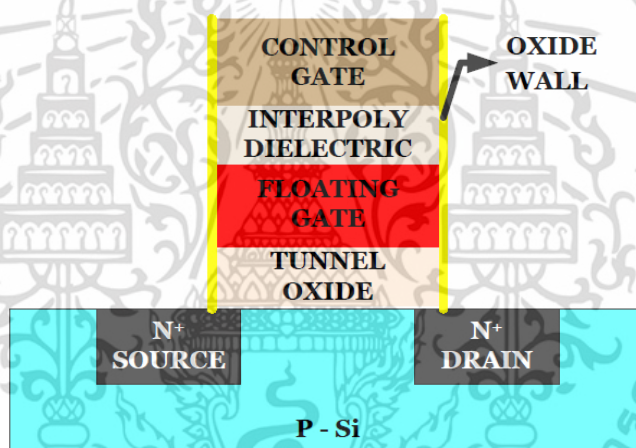 CONTROL
GATE
OXIDE
WALL
INTERPOLY
DIELECTRIC
FLOATING
GATE
TUNNEL
OXIDE
N+
SOURCE
N+
DRAIN
P - Si